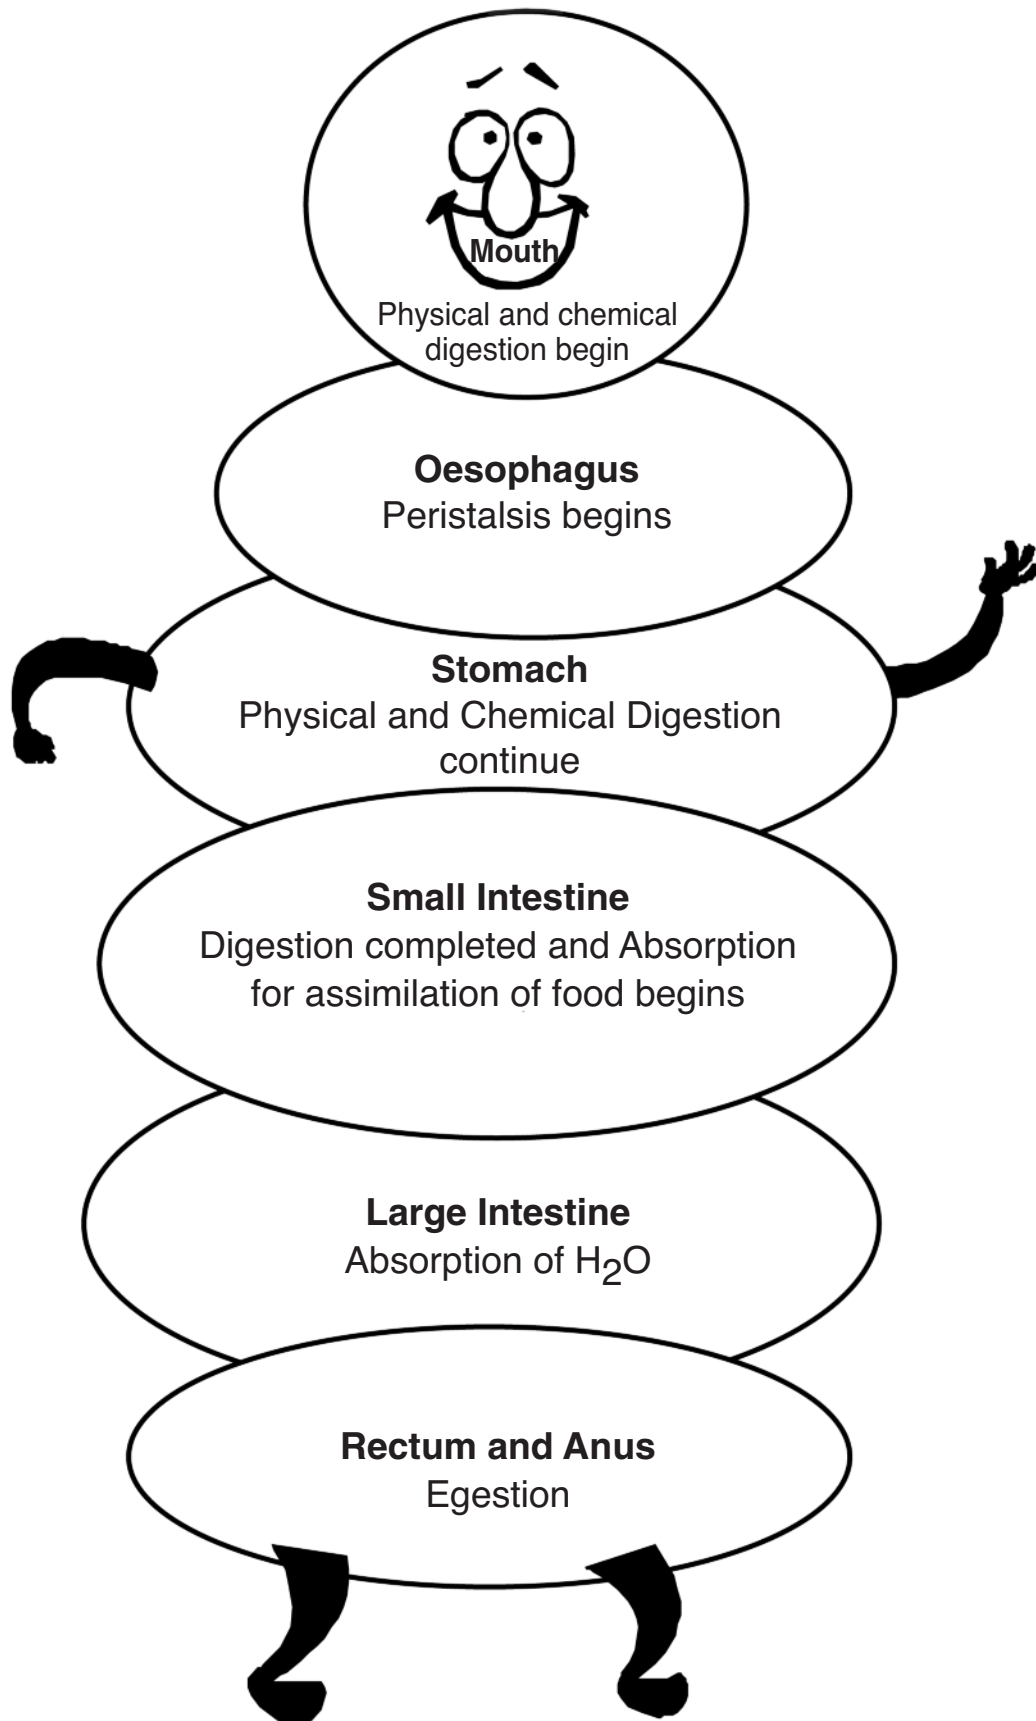 Mouth
Physical and chemical
digestion begin
Oesophagus
Peristalsis begins
Stomach
Physical and Chemical Digestion
continue
Small Intestine
Digestion completed and Absorption
for assimilation of food begins
Large Intestine
Absorption of H₂O
Rectum and Anus
Egestion